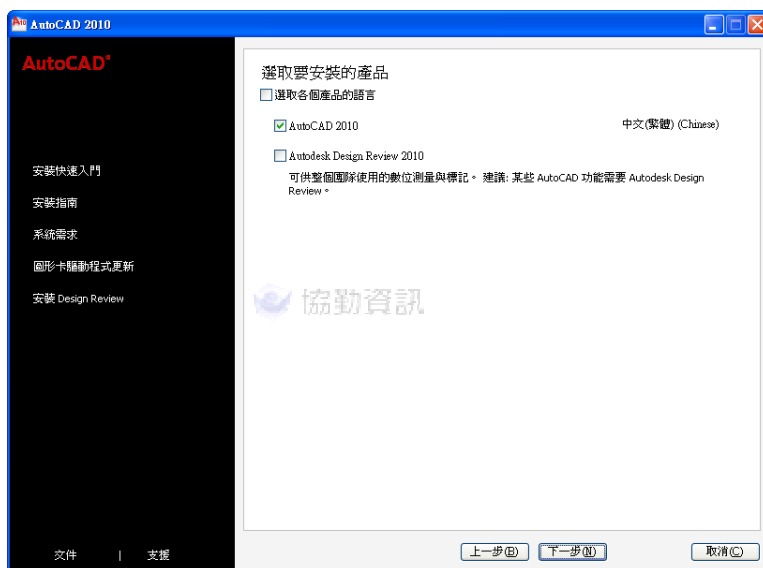 AutoCAD 2010
AutoCAD®
選取要安裝的產品
選取各個產品的語言
AutoCAD 2010
中文(繁體) (Chinese)
Autodesk Design Review 2010
可供整個團隊使用的數位測量與標記。 建議: 某些 AutoCAD 功能需要 Autodesk Design
Review。
安裝快速入門
安裝指南
系統需求
圖形卡驅動程式更新
安裝 Design Review
協勤資訊
文件 | 支援
上一步(B)
下一步(N)
取消(C)